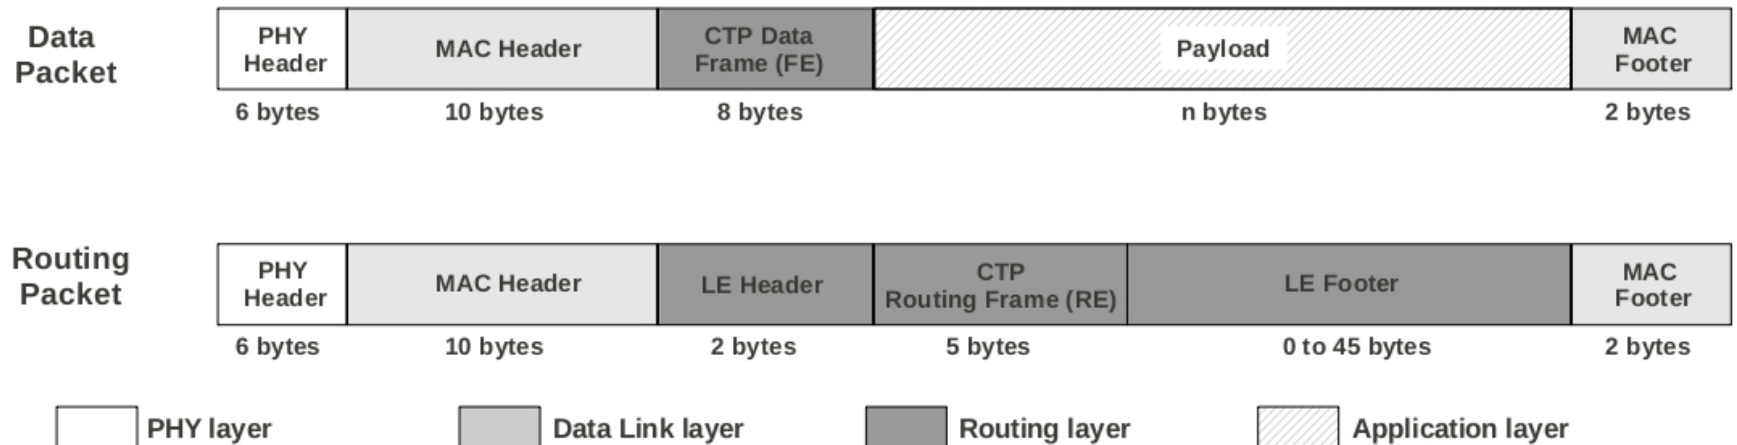 Data
Packet
PHY
Header
MAC Header
CTP Data
Frame (FE)
Payload
MAC
Footer
6 bytes
10 bytes
8 bytes
n bytes
2 bytes
Routing
Packet
PHY
Header
MAC Header
LE Header
CTP
Routing Frame (RE)
LE Footer
MAC
Footer
6 bytes
10 bytes
2 bytes
5 bytes
0 to 45 bytes
2 bytes
PHY layer
Data Link layer
Routing layer
Application layer